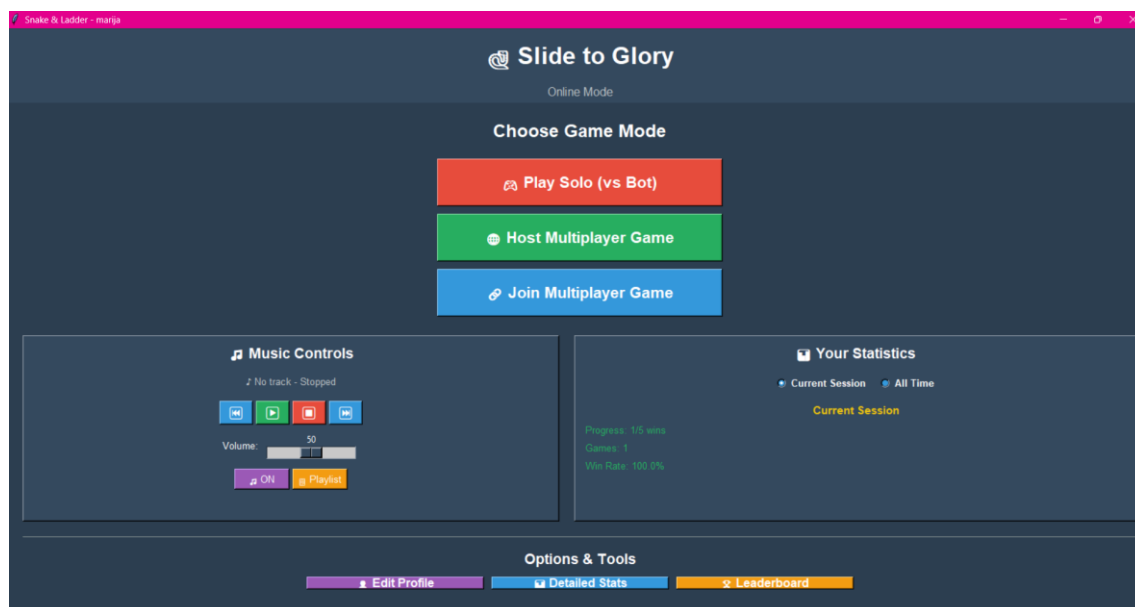 Snake & Ladder - marija
Slide to Glory
Online Mode
Choose Game Mode
Play Solo (vs Bot)
Host Multiplayer Game
Join Multiplayer Game
Music Controls
♪ No track - Stopped
Volume:
50
ON
Playlist
Your Statistics
Current Session
All Time
Current Session
Progress: 1/5 wins
Games: 1
Win Rate: 100.0%
Options & Tools
Edit Profile
Detailed Stats
Leaderboard